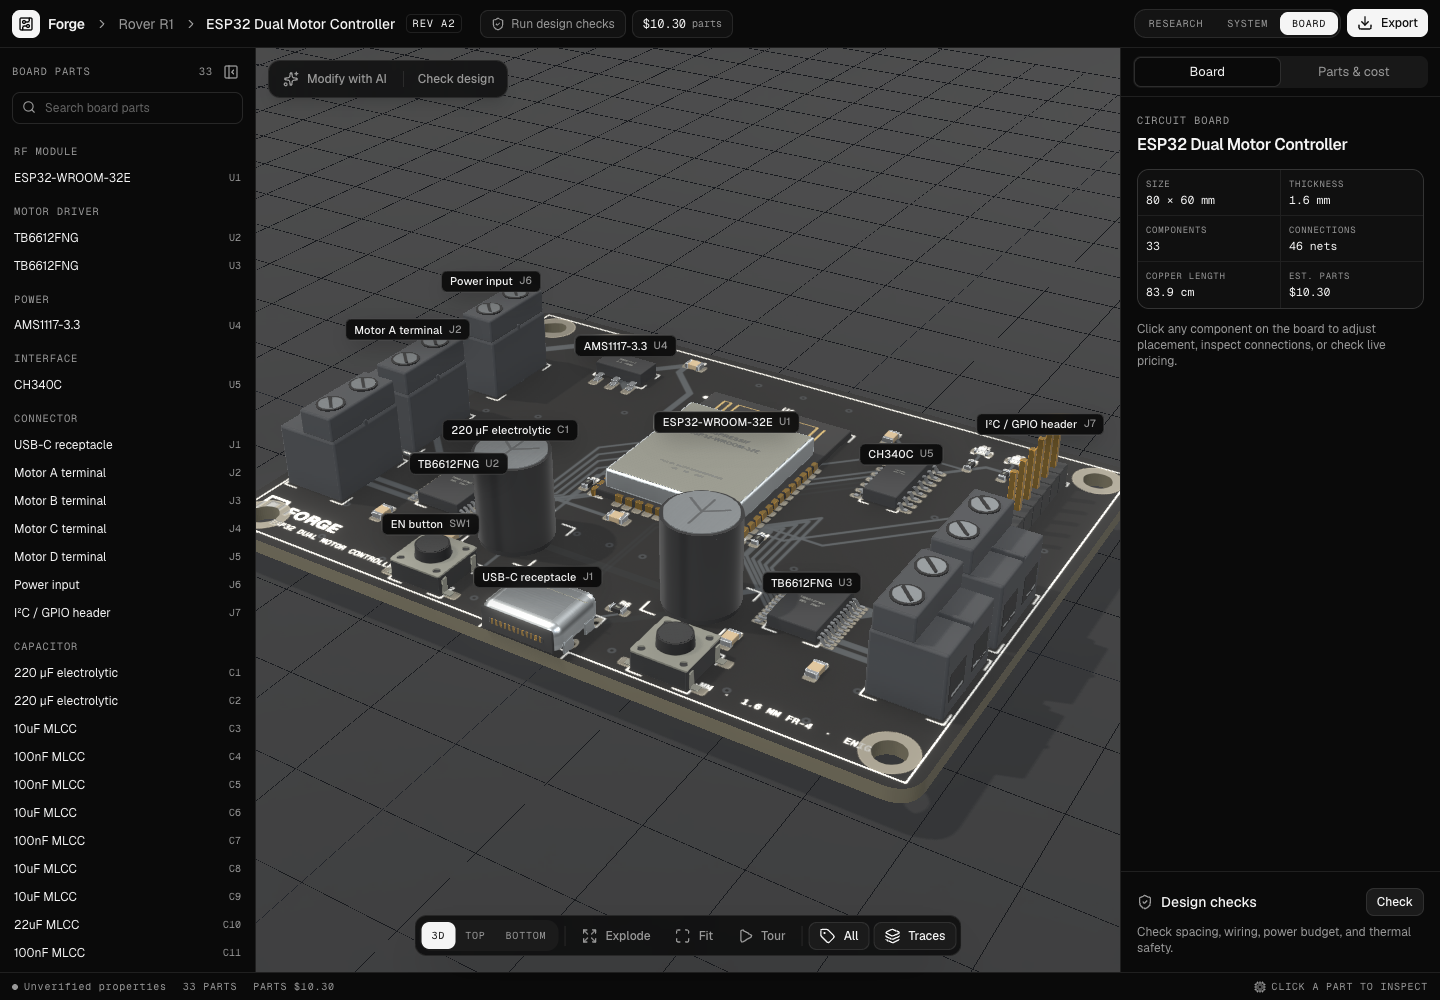 Forge > Rover R1 > ESP32 Dual Motor Controller REV A2 Run design checks $10.30 parts
RESEARCH SYSTEM BOARD Export
BOARD PARTS 33
Search board parts
RF MODULE
ESP32-WROOM-32E U1
MOTOR DRIVER
TB6612FNG U2
TB6612FNG U3
POWER
AMS1117-3.3 U4
INTERFACE
CH340C U5
CONNECTOR
USB-C receptacle J1
Motor A terminal J2
Motor B terminal J3
Motor C terminal J4
Motor D terminal J5
Power input J6
I²C / GPIO header J7
CAPACITOR
220 µF electrolytic C1
220 µF electrolytic C2
10uF MLCC C3
100nF MLCC C4
100nF MLCC C5
10uF MLCC C6
100nF MLCC C7
10uF MLCC C8
10uF MLCC C9
22uF MLCC C10
100nF MLCC C11
Modify with AI Check design
Power input J6
Motor A terminal J2
AMS1117-3.3 U4
ESP32-WROOM-32E U1
I²C / GPIO header J7
220 µF electrolytic C1
CH340C U5
TB6612FNG U2
FORGE
EN button SW1
USB-C receptacle J1
TB6612FNG U3
1.6 MM FR-4 ·
3D TOP BOTTOM Explode Fit Tour All Traces
Board Parts & cost
CIRCUIT BOARD
ESP32 Dual Motor Controller
SIZE THICKNESS
80 × 60 mm 1.6 mm
COMPONENTS CONNECTIONS
33 46 nets
COPPER LENGTH EST. PARTS
83.9 cm $10.30
Click any component on the board to adjust
placement, inspect connections, or check live
pricing.
Design checks Check
Check spacing, wiring, power budget, and thermal
safety.
Unverified properties 33 PARTS PARTS $10.30
CLICK A PART TO INSPECT